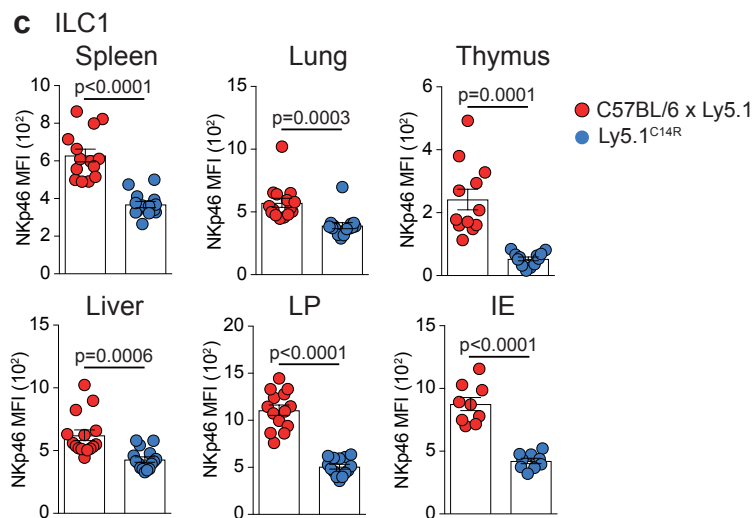 c ILC1
Spleen
NKp46 MFI (10²)
10
8
6
4
2
0
p<0.0001
Lung
NKp46 MFI (10²)
15
10
5
0
p=0.0003
Thymus
NKp46 MFI (10²)
6
4
2
0
p=0.0001
C57BL/6 x Ly5.1
Ly5.1C14R
Liver
NKp46 MFI (10²)
15
10
5
0
p=0.0006
LP
NKp46 MFI (10²)
20
15
10
5
0
p<0.0001
IE
NKp46 MFI (10²)
15
10
5
0
p<0.0001